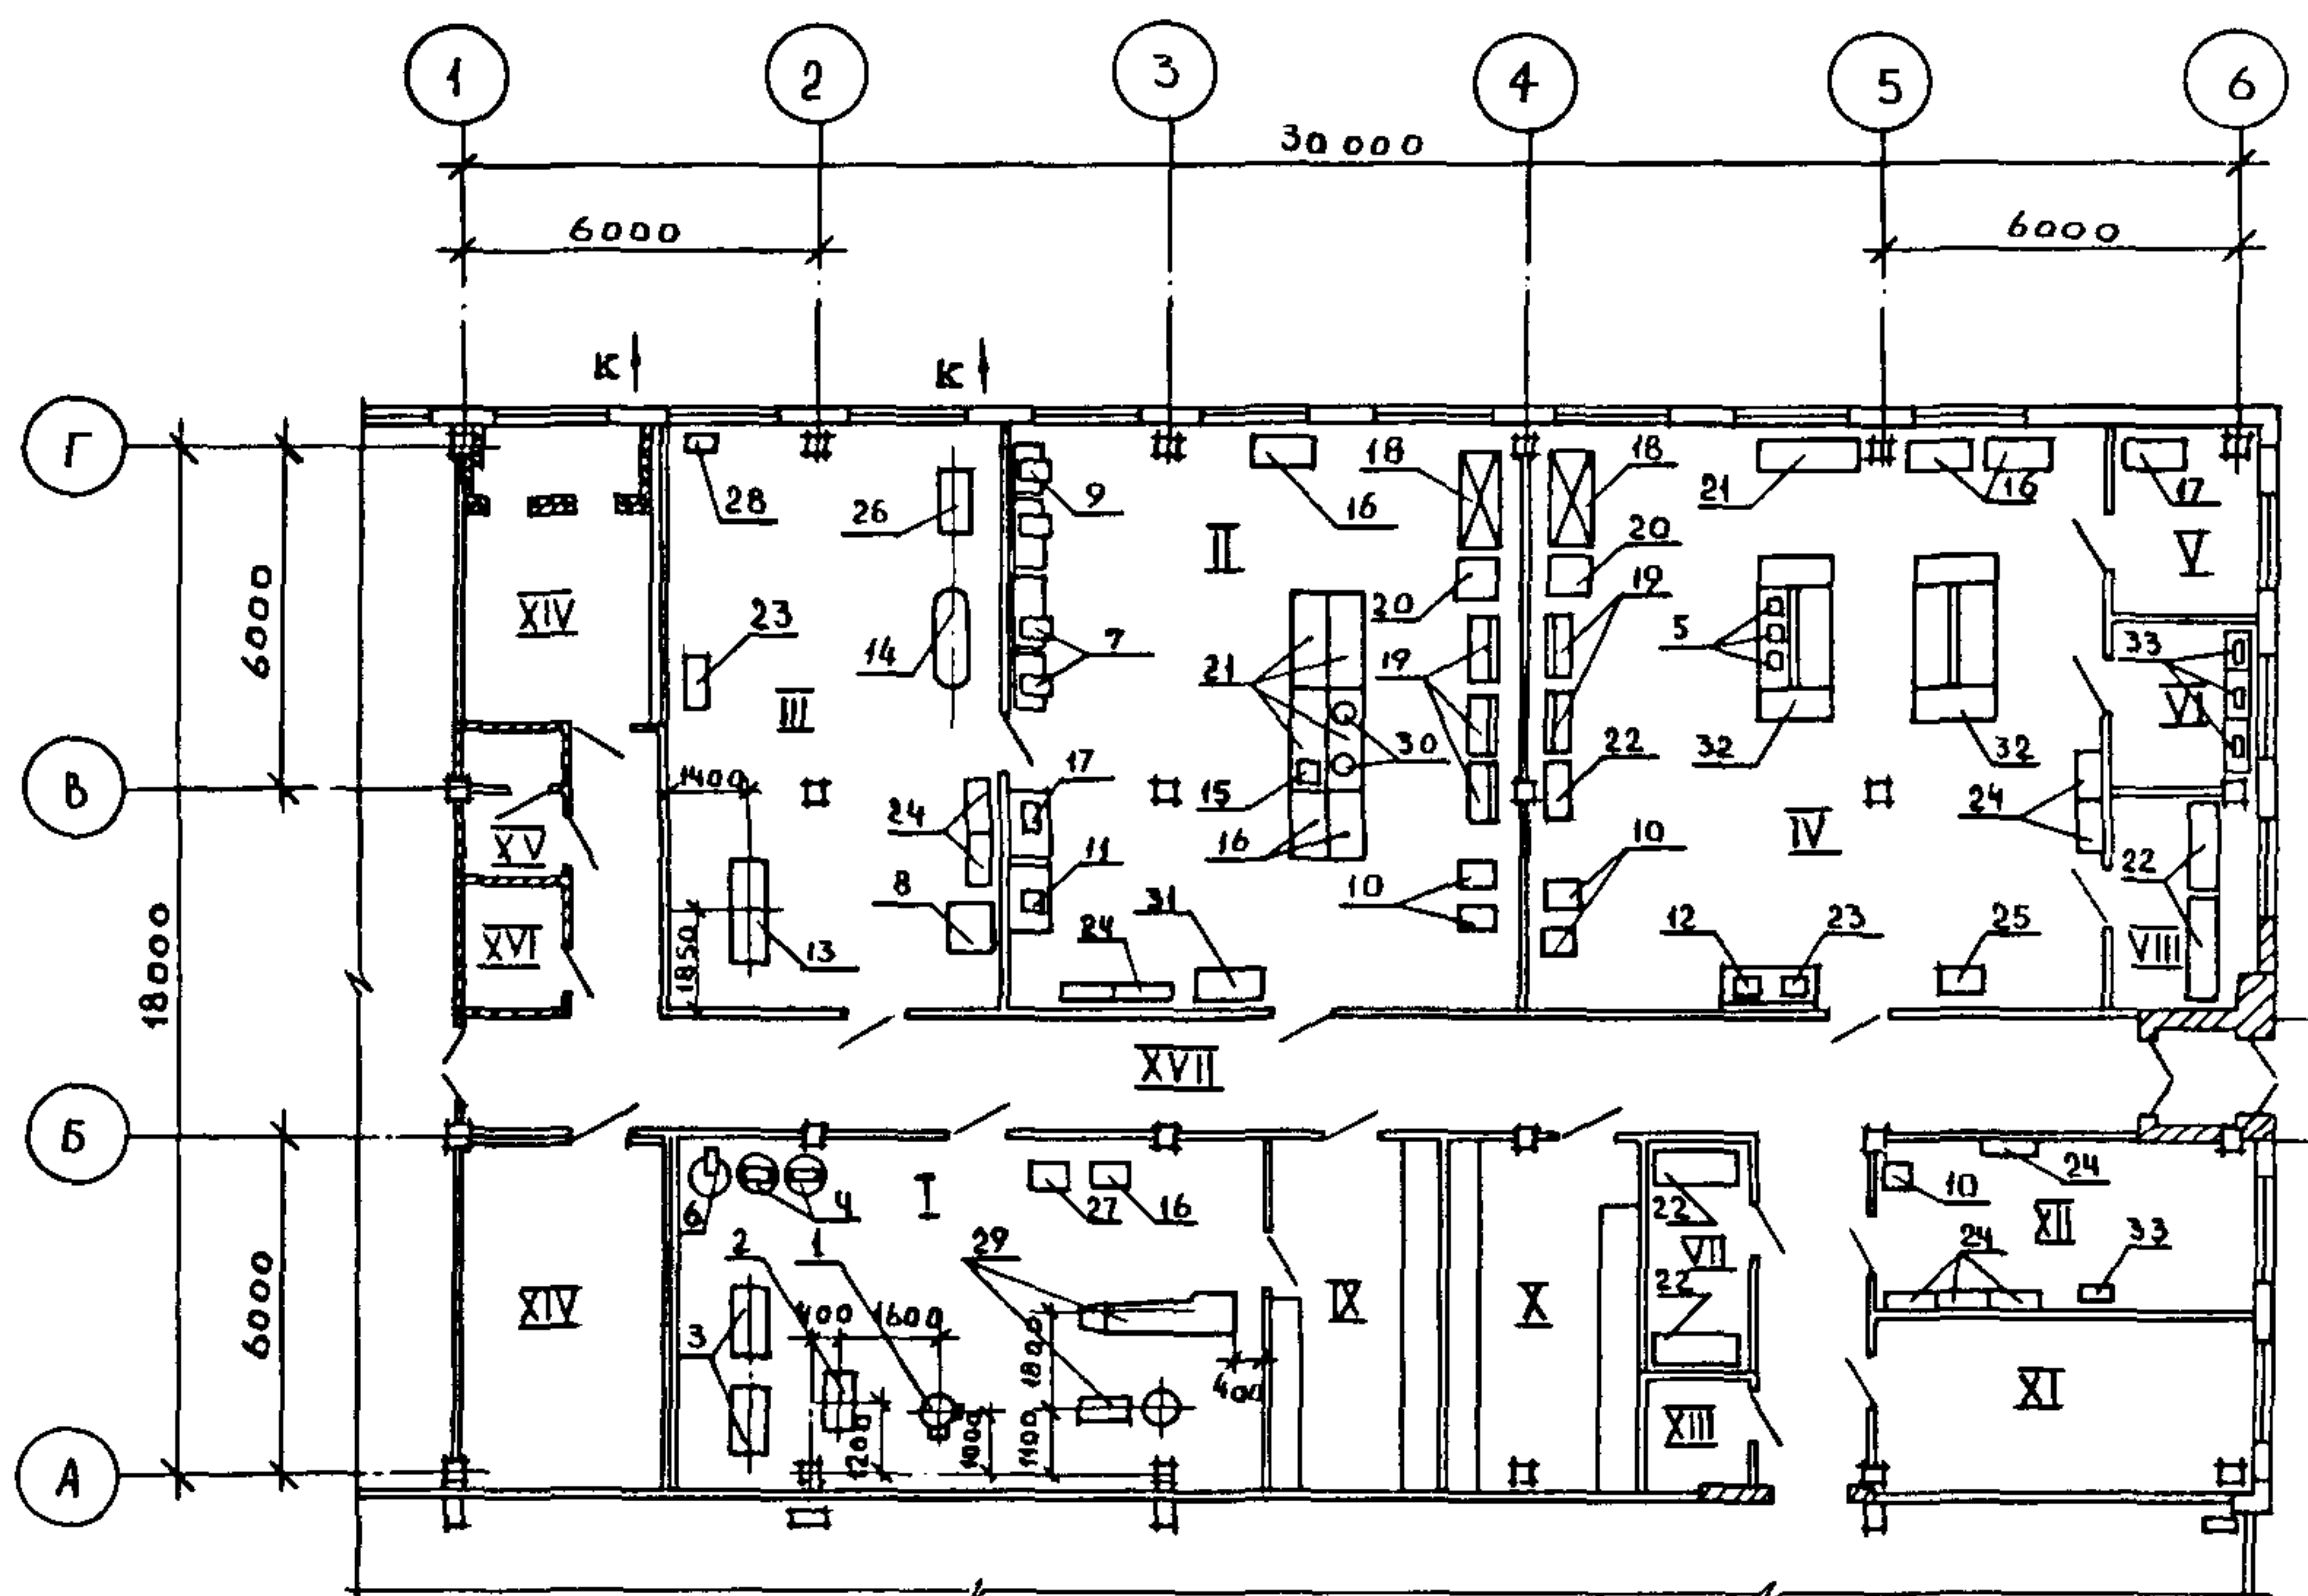 1 2 3 4 5 6
30 000
6000 6000
К К
Г
28 26 9 16 18 18 21 16 17
II V
20 20 19
6000 XIV 23 14 7 21 19 5 33
III VI
30 22 32 32
В
1400 17 15 24
24 16 10 IV
XV 11 10 22
8
18000 XVI 1850 13 24 31 12 23 25 VIII
XVII
Б
I 27 16 22 10 24
6 4 VII XII
2 1 29 24 33
22
6000 XIV 400 1600 IX X
3 1800 400 XI
1200 1000 1100 XIII
А